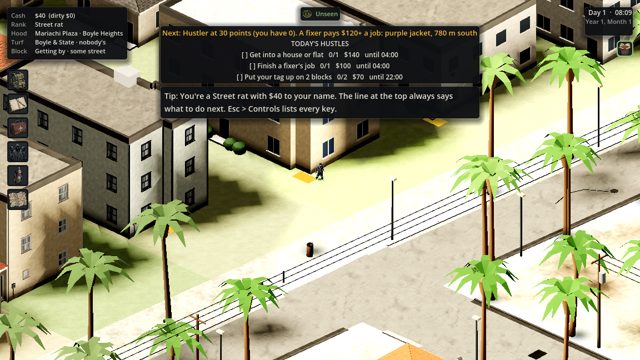 Cash $40 (dirty $0)
Rank Street rat
Hood Mariachi Plaza · Boyle Heights
Turf Boyle & State · nobody's
Block Getting by · some street
Unseen
Day 1 · 08:09
Year 1, Month 1
Next: Hustler at 30 points (you have 0). A fixer pays $120+ a job: purple jacket, 780 m south
TODAY'S HUSTLES
[ ] Get into a house or flat 0/1 $140 until 04:00
[ ] Finish a fixer's job 0/1 $100 until 04:00
[ ] Put your tag up on 2 blocks 0/2 $70 until 22:00
Tip: You're a Street rat with $40 to your name. The line at the top always says
what to do next. Esc > Controls lists every key.